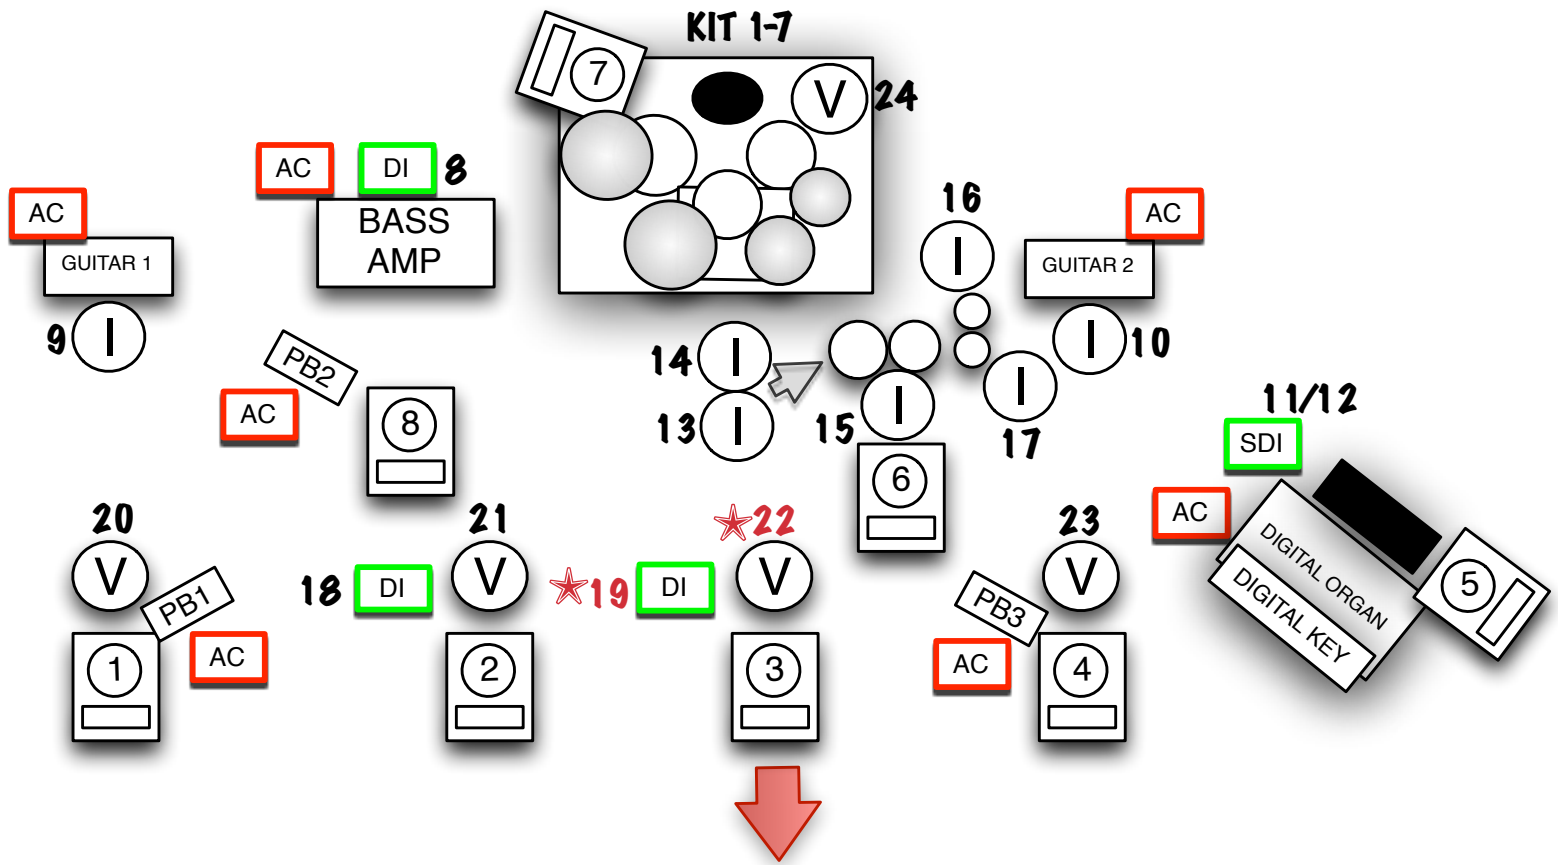 KIT 1-7
7
V
24
AC
DI
8
BASS
AMP
AC
GUITAR 1
I
9
16
I
AC
GUITAR 2
I
10
14
I
13
I
15
I
I
17
PB2
AC
8
6
11/12
SDI
AC
DIGITAL ORGAN
DIGITAL KEY
5
20
V
PB1
AC
1
18
DI
21
V
2
19
DI
22
V
3
23
V
PB3
AC
4